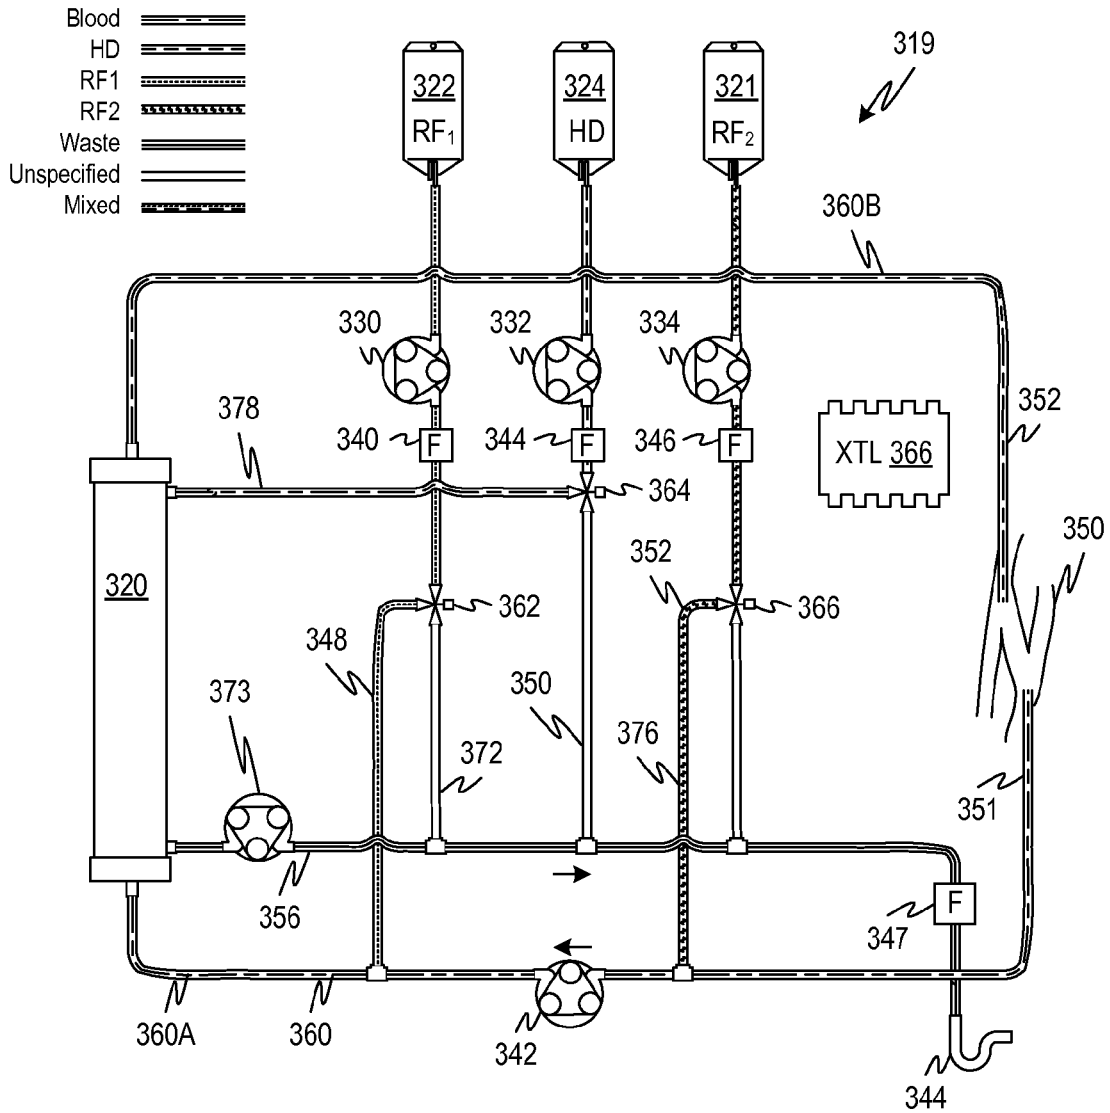 Blood
HD
RF1
RF2
Waste
Unspecified
Mixed
322
RF1
324
HD
321
RF2
319
360B
330
332
334
378
340
F
344
F
346
F
352
XTL 366
364
350
320
352
362
366
348
373
350
376
372
351
356
F
347
360A
360
342
344